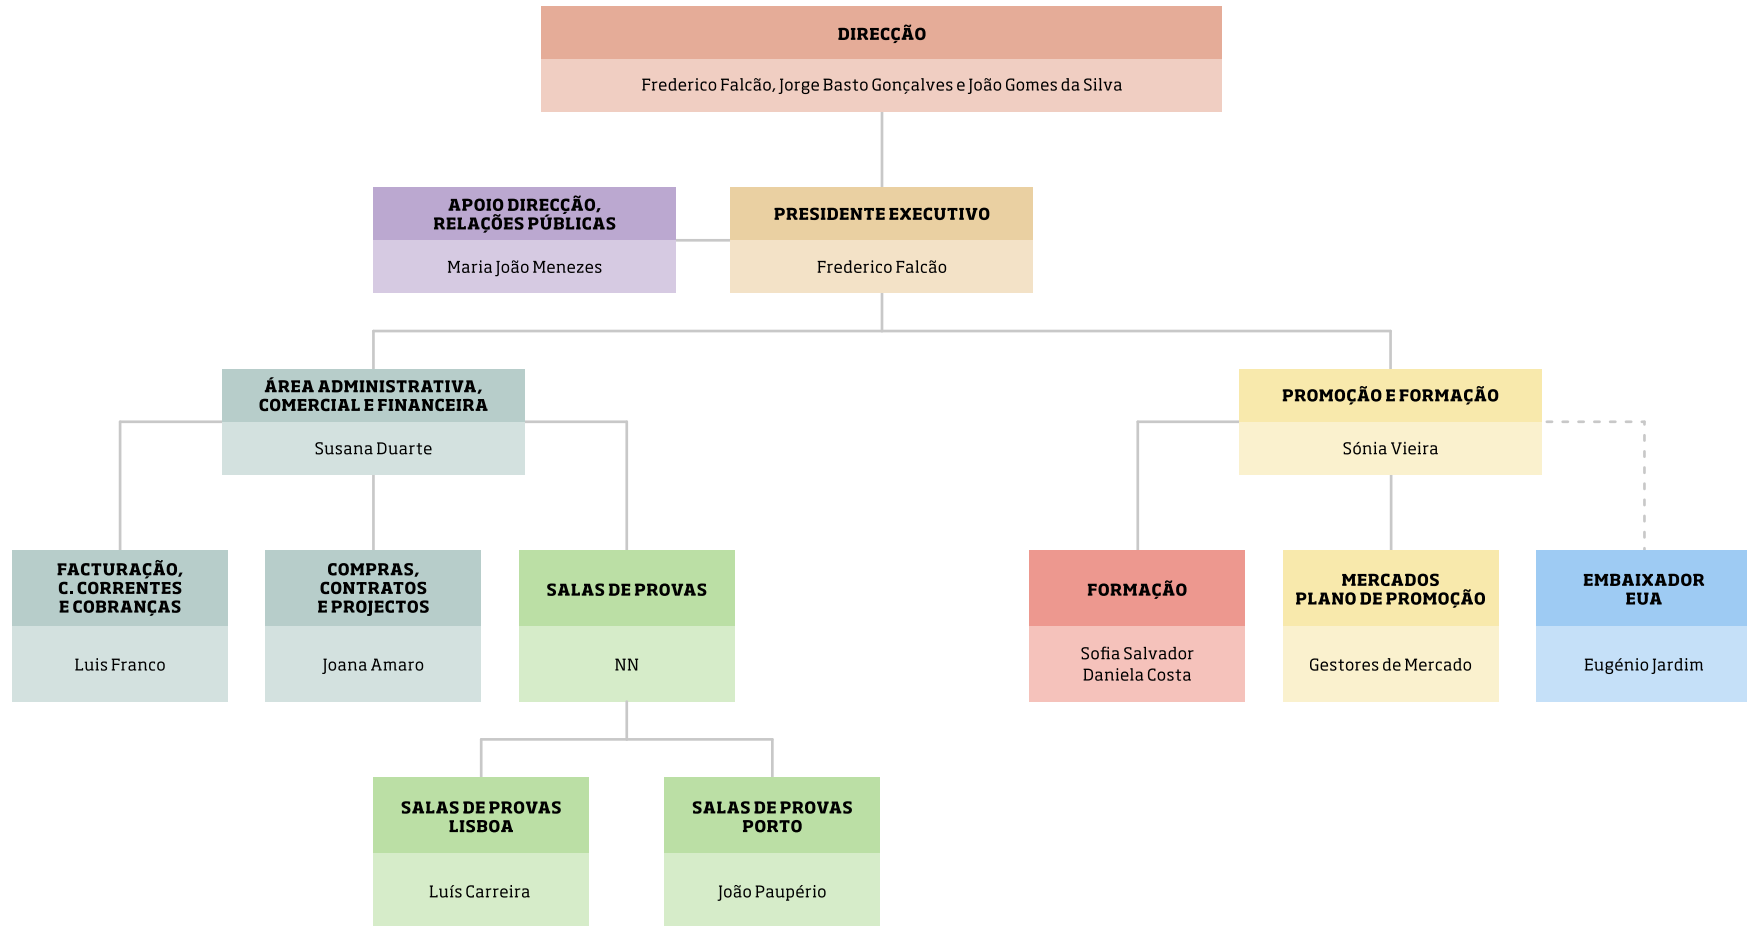 DIRECÇÃO
Frederico Falcão, Jorge Basto Gonçalves e João Gomes da Silva
APOIO DIRECÇÃO,
RELAÇÕES PÚBLICAS
Maria João Menezes
PRESIDENTE EXECUTIVO
Frederico Falcão
ÁREA ADMINISTRATIVA,
COMERCIAL E FINANCEIRA
Susana Duarte
PROMOÇÃO E FORMAÇÃO
Sónia Vieira
FACTURAÇÃO,
C. CORRENTES
E COBRANÇAS
Luis Franco
COMPRAS,
CONTRATOS
E PROJECTOS
Joana Amaro
SALAS DE PROVAS
NN
FORMAÇÃO
Sofia Salvador
Daniela Costa
MERCADOS
PLANO DE PROMOÇÃO
Gestores de Mercado
EMBAIXADOR
EUA
Eugénio Jardim
SALAS DE PROVAS
LISBOA
Luís Carreira
SALAS DE PROVAS
PORTO
João Paupério